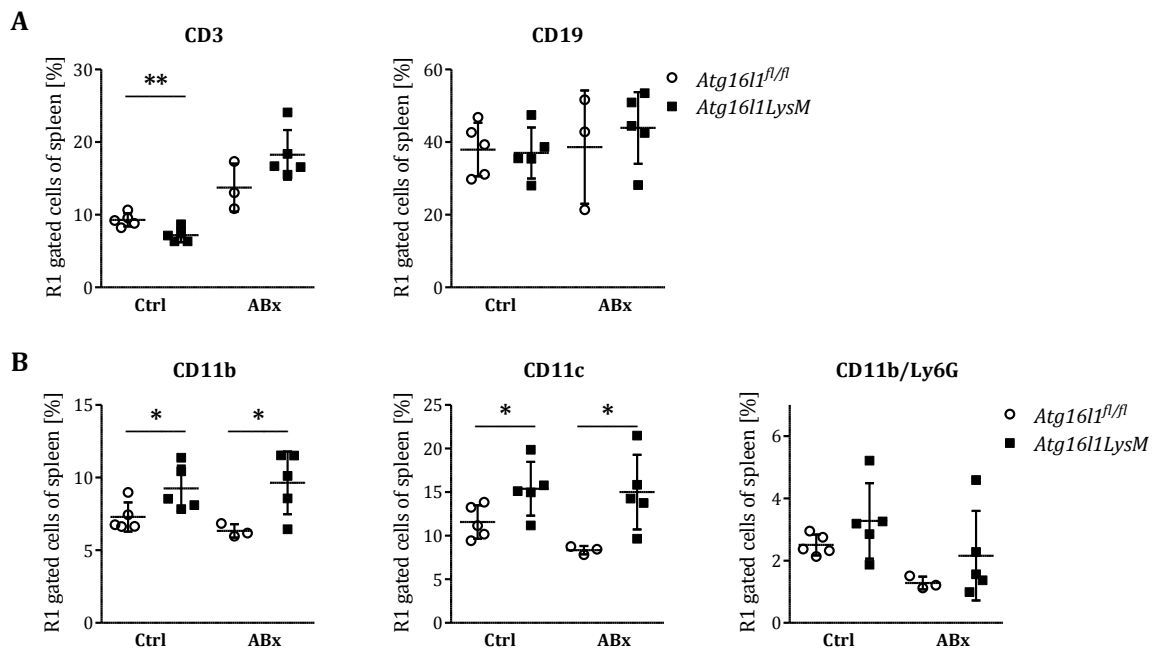 A
CD3
R1 gated cells of spleen [%]
30
20
10
0
**
Ctrl
ABx
CD19
R1 gated cells of spleen [%]
60
40
20
0
Ctrl
ABx
Atg16l1fl/fl
Atg16l1LysM
B
CD11b
R1 gated cells of spleen [%]
15
10
5
0
*
*
Ctrl
ABx
CD11c
R1 gated cells of spleen [%]
25
20
15
10
5
0
*
*
Ctrl
ABx
CD11b/Ly6G
R1 gated cells of spleen [%]
6
4
2
0
Ctrl
ABx
Atg16l1fl/fl
Atg16l1LysM